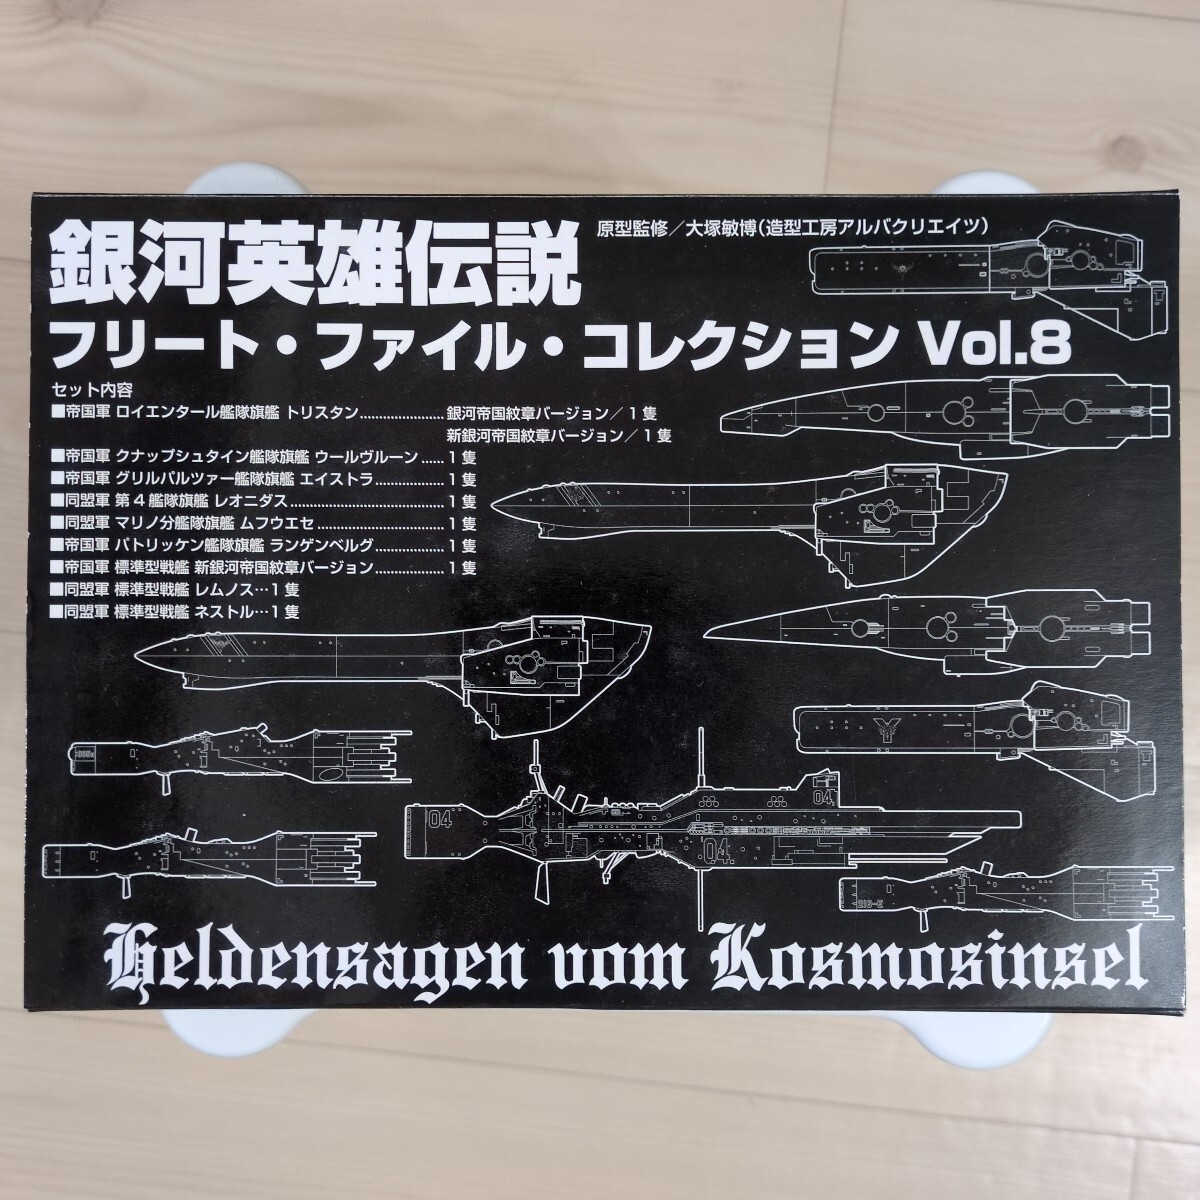 銀河英雄伝説
原型監修／大塚敏博(造型工房アルバクリエイツ)
フリート・ファイル・コレクション Vol.8
セット内容
■帝国軍 ロイエンタール艦隊旗艦 トリスタン.................... 銀河帝国紋章バージョン／ 1 隻
新銀河帝国紋章バージョン／ 1 隻
■帝国軍 クナップシュタイン艦隊旗艦 ウールヴルーン ...... 1 隻
■帝国軍 グリルパルツァー艦隊旗艦 エイストラ.................. 1 隻
■同盟軍 第 4 艦隊旗艦 レオニダス........................................ 1 隻
■同盟軍 マリノ分艦隊旗艦 ムフウエセ................................. 1 隻
■帝国軍 パトリッケン艦隊旗艦 ランゲンベルグ.................. 1 隻
■帝国軍 標準型戦艦 新銀河帝国紋章バージョン.................. 1 隻
■同盟軍 標準型戦艦 レムノス…1 隻
■同盟軍 標準型戦艦 ネストル…1 隻
04
04
04
218-E
Heldensagen vom Kosmosinsel